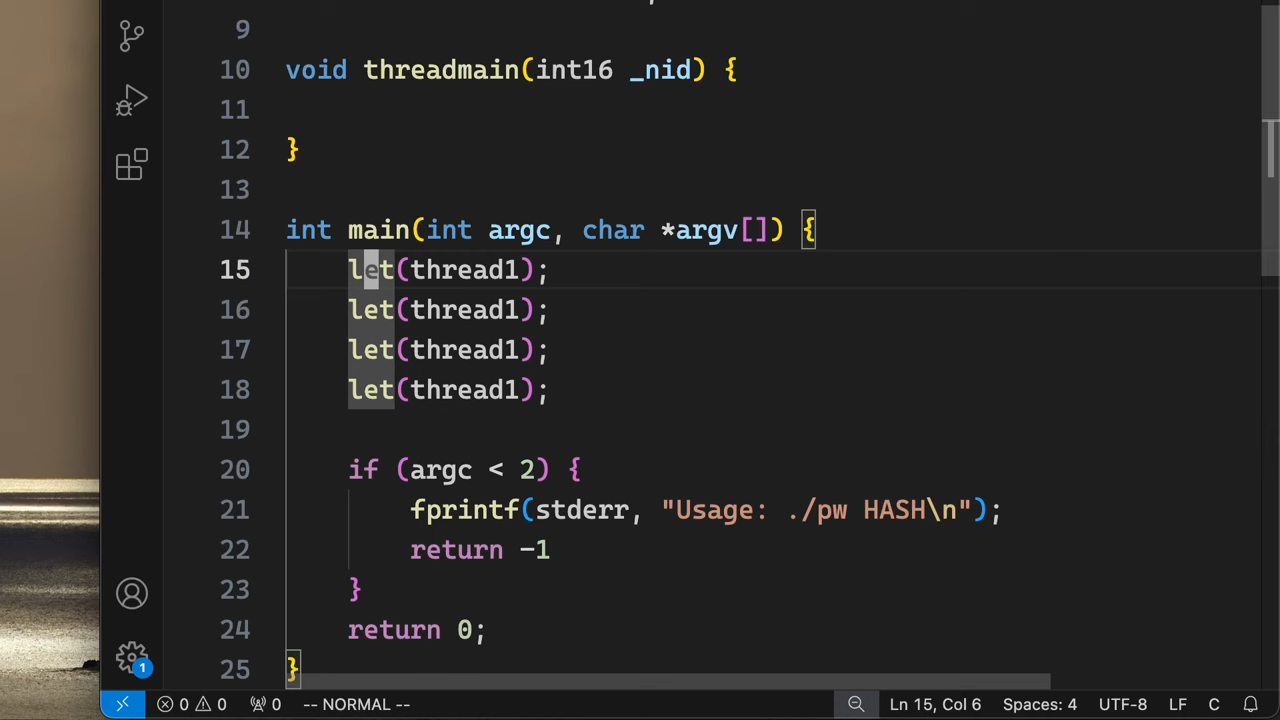 9
10 void threadmain(int16 _nid) {
11
12 }
13
14 int main(int argc, char *argv[]) {
15     let(thread1);
16     let(thread1);
17     let(thread1);
18     let(thread1);
19
20     if (argc < 2) {
21         fprintf(stderr, "Usage: ./pw HASH\n");
22         return -1
23     }
24     return 0;
25 }
1
0 0 0 -- NORMAL -- Ln 15, Col 6 Spaces: 4 UTF-8 LF C